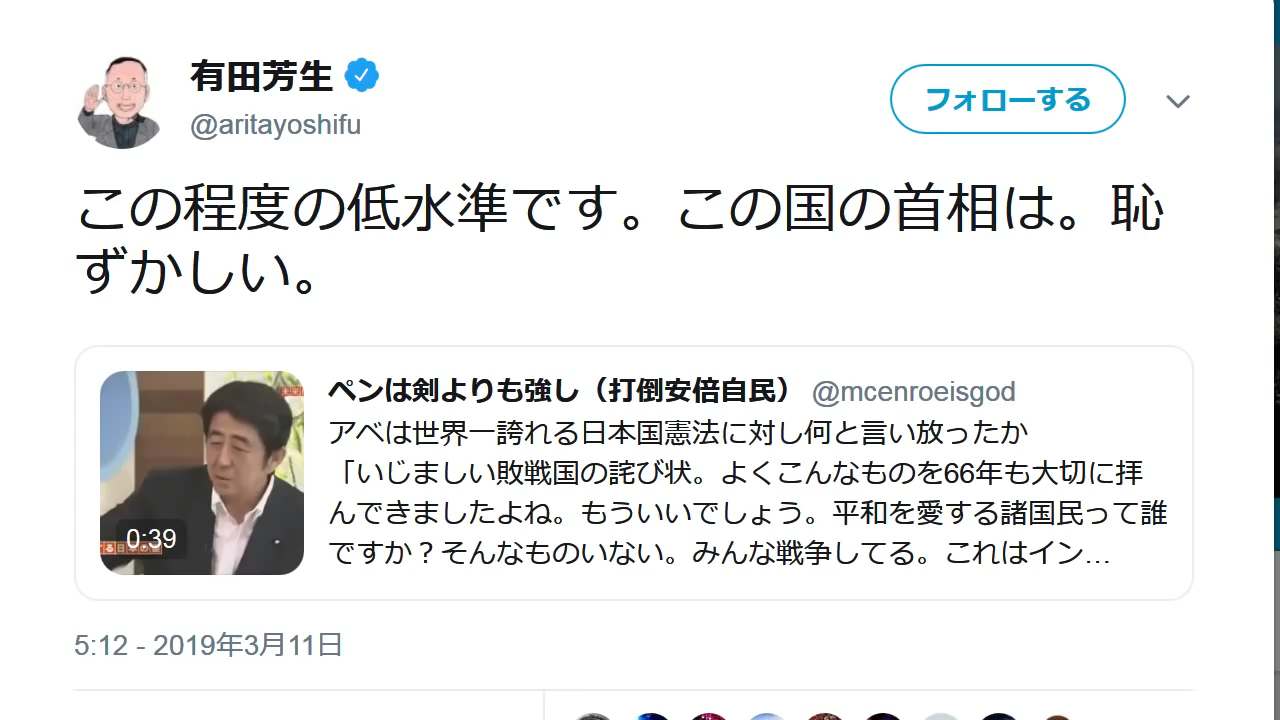 有田芳生
@aritayoshifu
フォローする
この程度の低水準です。この国の首相は。恥
ずかしい。
ペンは剣よりも強し（打倒安倍自民） @mcenroeisgod
アベは世界一誇れる日本国憲法に対し何と言い放ったか
「いじましい敗戦国の詫び状。よくこんなものを66年も大切に拝
んできましたよね。もういいでしょう。平和を愛する諸国民って誰
ですか？そんなものいない。みんな戦争してる。これはイン…
0:39
5:12 - 2019年3月11日